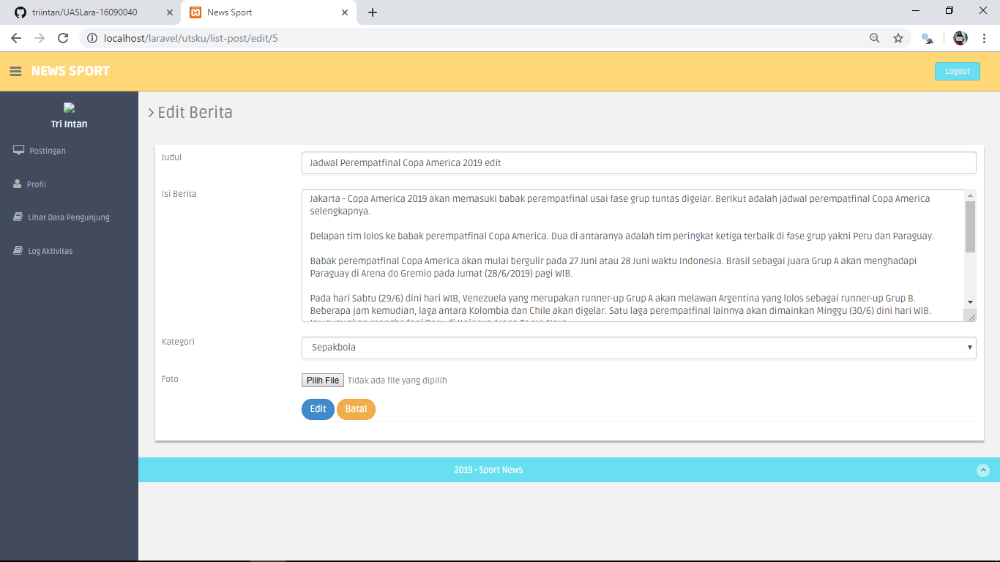 triintan/UASLara-16090040
News Sport
localhost/laravel/utsku/list-post/edit/5
NEWS SPORT
Logout
Tri Intan
Postingan
Profil
Lihat Data Pengunjung
Log Aktivitas
Edit Berita
Judul
Jadwal Perempatfinal Copa America 2019 edit
Isi Berita
Jakarta - Copa America 2019 akan memasuki babak perempatfinal usai fase grup tuntas digelar. Berikut adalah jadwal perempatfinal Copa America
selengkapnya.
Delapan tim lolos ke babak perempatfinal Copa America. Dua di antaranya adalah tim peringkat ketiga terbaik di fase grup yakni Peru dan Paraguay.
Babak perempatfinal Copa America akan mulai bergulir pada 27 Juni atau 28 Juni waktu Indonesia. Brasil sebagai juara Grup A akan menghadapi
Paraguay di Arena do Gremio pada Jumat (28/6/2019) pagi WIB.
Pada hari Sabtu (29/6) dini hari WIB, Venezuela yang merupakan runner-up Grup A akan melawan Argentina yang lolos sebagai runner-up Grup B.
Beberapa jam kemudian, laga antara Kolombia dan Chile akan digelar. Satu laga perempatfinal lainnya akan dimainkan Minggu (30/6) dini hari WIB.
Kategori
Sepakbola
Foto
Pilih File Tidak ada file yang dipilih
Edit Batal
2019 - Sport News